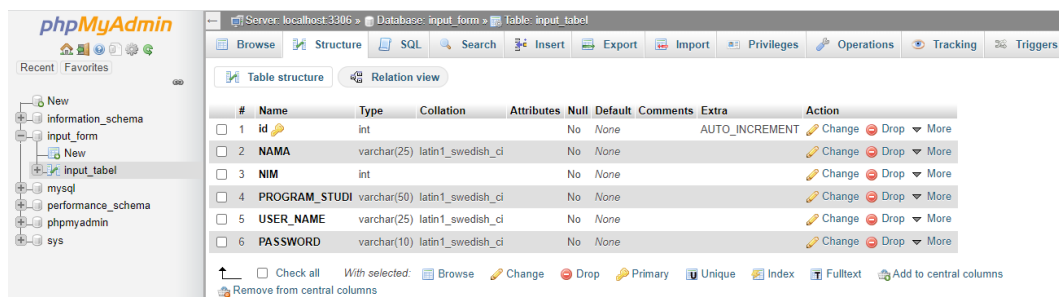 phpMyAdmin
Recent Favorites
New
information_schema
input_form
New
input_tabel
mysql
performance_schema
phpmyadmin
sys
Server: localhost:3306 » Database: input_form » Table: input_tabel
Browse Structure SQL Search Insert Export Import Privileges Operations Tracking Triggers
Table structure Relation view
# Name Type Collation Attributes Null Default Comments Extra Action
1 id int No None AUTO_INCREMENT Change Drop More
2 NAMA varchar(25) latin1_swedish_ci No None Change Drop More
3 NIM int No None Change Drop More
4 PROGRAM_STUDI varchar(50) latin1_swedish_ci No None Change Drop More
5 USER_NAME varchar(25) latin1_swedish_ci No None Change Drop More
6 PASSWORD varchar(10) latin1_swedish_ci No None Change Drop More
Check all With selected: Browse Change Drop Primary Unique Index Fulltext Add to central columns
Remove from central columns